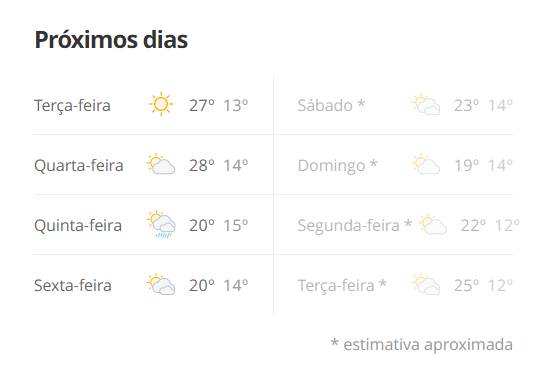 Próximos dias
Terça-feira 27º 13º
Quarta-feira 28º 14º
Quinta-feira 20º 15º
Sexta-feira 20º 14º
Sábado * 23º 14º
Domingo * 19º 14º
Segunda-feira * 22º 12º
Terça-feira * 25º 12º
* estimativa aproximada